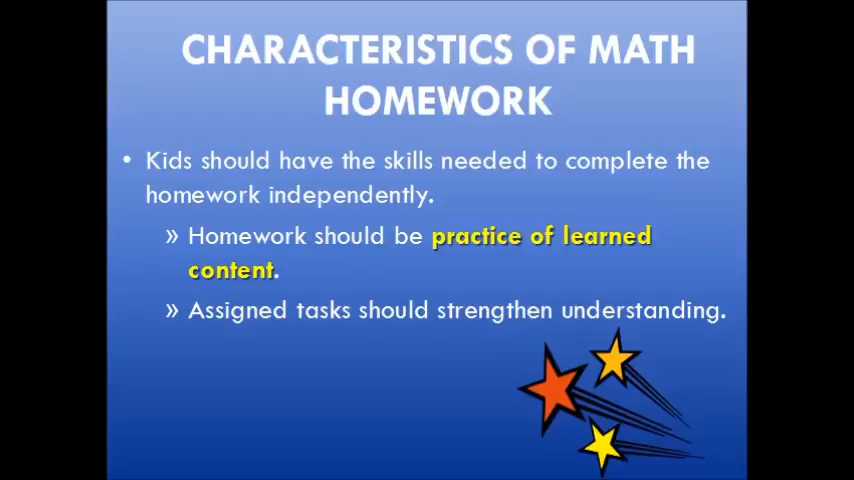 CHARACTERISTICS OF MATH
HOMEWORK
• Kids should have the skills needed to complete the
homework independently.
» Homework should be practice of learned
content.
» Assigned tasks should strengthen understanding.